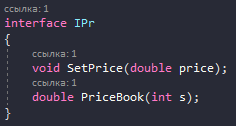 ссылка: 1
interface IPr
{
ссылка: 1
void SetPrice(double price);
ссылка: 1
double PriceBook(int s);
}